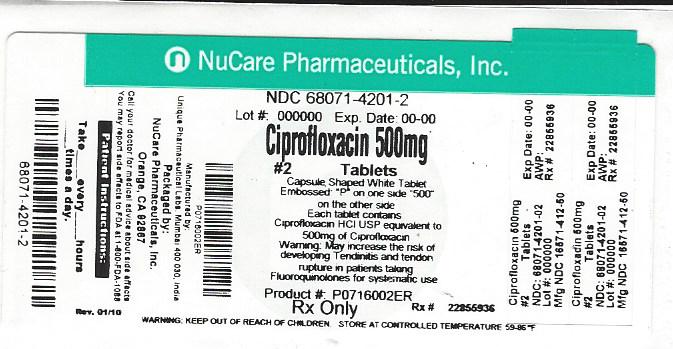 NuCare Pharmaceuticals, Inc.
NDC 68071-4201-2
Lot #: 000000 Exp. Date: 00-00
Ciprofloxacin 500mg
#2 Tablets
Capsule Shaped White Tablet
Embossed: "P" on one side "500"
on the other side
Each tablet contains
Ciprofloxacin HCl USP equivalent to
500mg of Ciprofloxacin
Warning: May increase the risk of
developing Tendinitis and tendon
rupture in patients taking
Fluoroquinolones for systematic use
Product #: P0716002ER
Rx Only
Rx # 22855936
WARNING: KEEP OUT OF REACH OF CHILDREN. STORE AT CONTROLLED TEMPERATURE 59-86°F
Rev. 01/10
68071-4201-2
Take ____every____hours
____times a day.
Patient Instructions:
Call your doctor for medical advice about side effects
You may report side effects to FDA at 1-800-FDA-1088
Packaged by:
NuCare Pharmaceuticals, Inc.
Orange, CA 92867
Manufactured By:
Unique Pharmaceutical Labs. Mumbai 400 030, India
P0716002ER
Ciprofloxacin 500mg
#2 Tablets
NDC: 68071-4201-02
Lot #: 000000
Mfg NDC 16571-412-50
Exp Date: 00-00
AWP:
Rx # 22855936
Ciprofloxacin 500mg
#2 Tablets
NDC: 68071-4201-02
Lot #: 000000
Mfg NDC 16571-412-50
Exp Date: 00-00
AWP:
Rx # 22855936